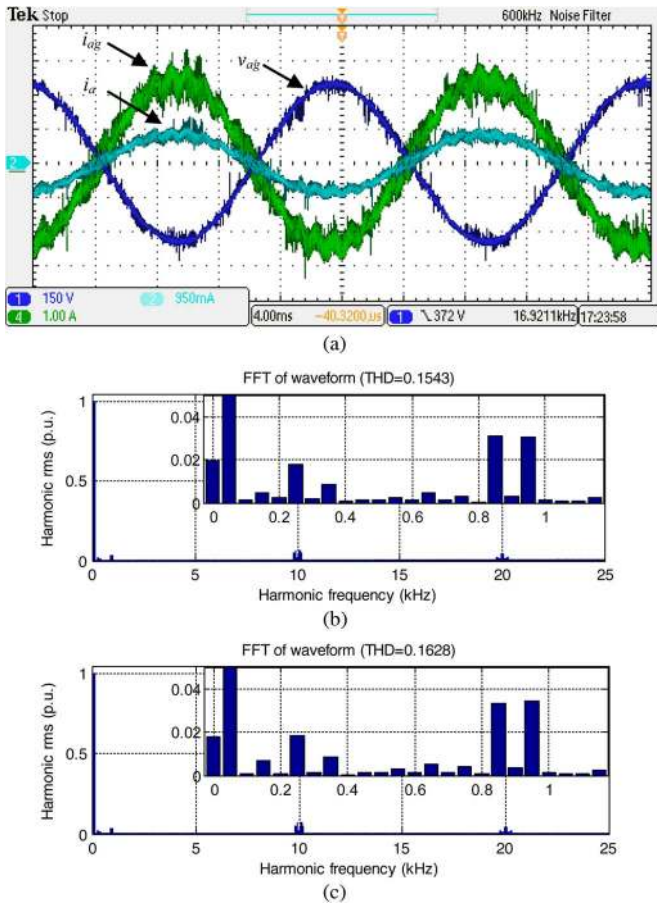 Tek Stop 600kHz Noise Filter
i_ag
v_ag
i_a
2
1 150 V 2 950mA
4 1.00 A 4.00ms -40.3200us 1 372 V 16.9211kHz 17:23:58
(a)
FFT of waveform (THD=0.1543)
Harmonic rms (p.u.)
1
0.5
0
0.04
0.02
0
0 0.2 0.4 0.6 0.8 1
0 5 10 15 20 25
Harmonic frequency (kHz)
(b)
FFT of waveform (THD=0.1628)
Harmonic rms (p.u.)
1
0.5
0
0.04
0.02
0
0 0.2 0.4 0.6 0.8 1
0 5 10 15 20 25
Harmonic frequency (kHz)
(c)